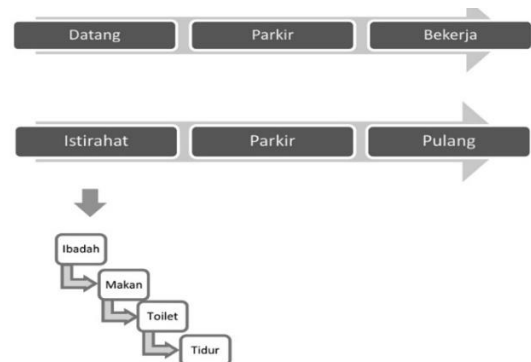 Datang Parkir Bekerja
Istirahat Parkir Pulang
Ibadah
Makan
Toilet
Tidur